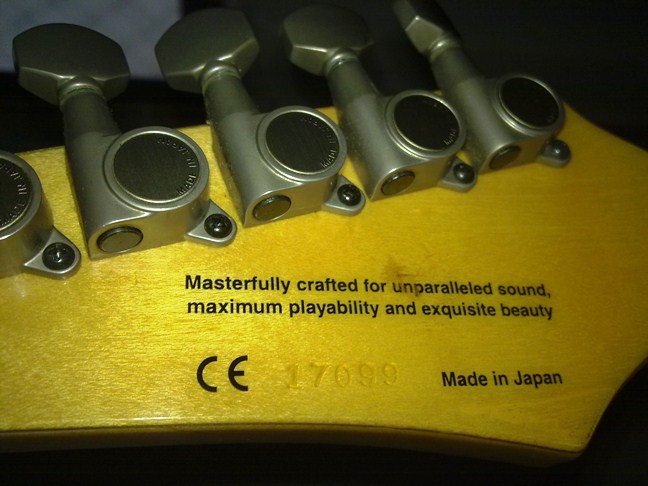 Masterfully crafted for unparalleled sound,
maximum playability and exquisite beauty
CE 17099 Made in Japan